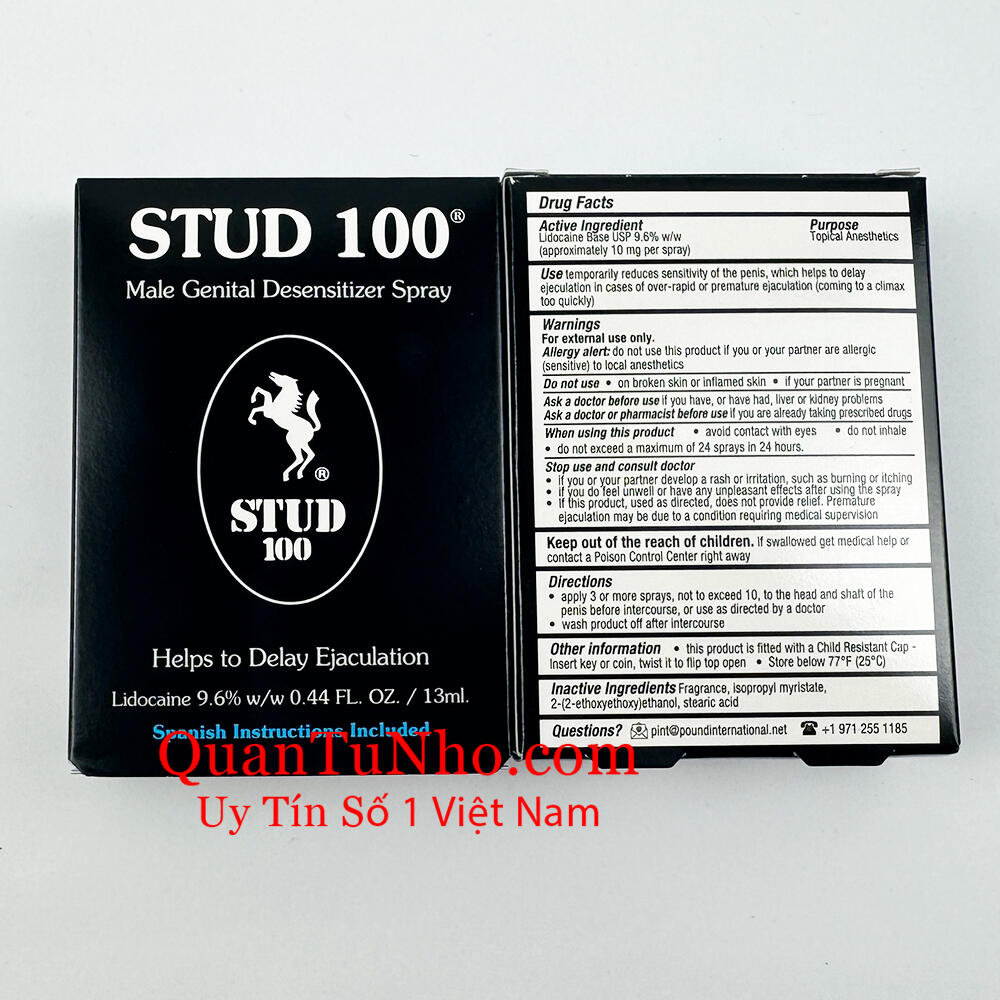 STUD 100®
Male Genital Desensitizer Spray
®
STUD
100
Helps to Delay Ejaculation
Lidocaine 9.6% w/w 0.44 FL. OZ. / 13ml.
Spanish Instructions Included
Drug Facts
Active Ingredient Purpose
Lidocaine Base USP 9.6% w/w Topical Anesthetics
(approximately 10 mg per spray)
Use temporarily reduces sensitivity of the penis, which helps to delay
ejaculation in cases of over-rapid or premature ejaculation (coming to a climax
too quickly)
Warnings
For external use only.
Allergy alert: do not use this product if you or your partner are allergic
(sensitive) to local anesthetics
Do not use • on broken skin or inflamed skin • if your partner is pregnant
Ask a doctor before use if you have, or have had, liver or kidney problems
Ask a doctor or pharmacist before use if you are already taking prescribed drugs
When using this product • avoid contact with eyes • do not inhale
• do not exceed a maximum of 24 sprays in 24 hours.
Stop use and consult doctor
• if you or your partner develop a rash or irritation, such as burning or itching
• if you do feel unwell or have any unpleasant effects after using the spray
• If this product, used as directed, does not provide relief. Premature
ejaculation may be due to a condition requiring medical supervision
Keep out of the reach of children. If swallowed get medical help or
contact a Poison Control Center right away
Directions
• apply 3 or more sprays, not to exceed 10, to the head and shaft of the
penis before intercourse, or use as directed by a doctor
• wash product off after intercourse
Other information • this product is fitted with a Child Resistant Cap -
Insert key or coin, twist it to flip top open • Store below 77°F (25°C)
Inactive Ingredients Fragrance, isopropyl myristate,
2-(2-ethoxyethoxy)ethanol, stearic acid
Questions? pint@poundinternational.net +1 971 255 1185
QuanTuNho.com
Uy Tín Số 1 Việt Nam